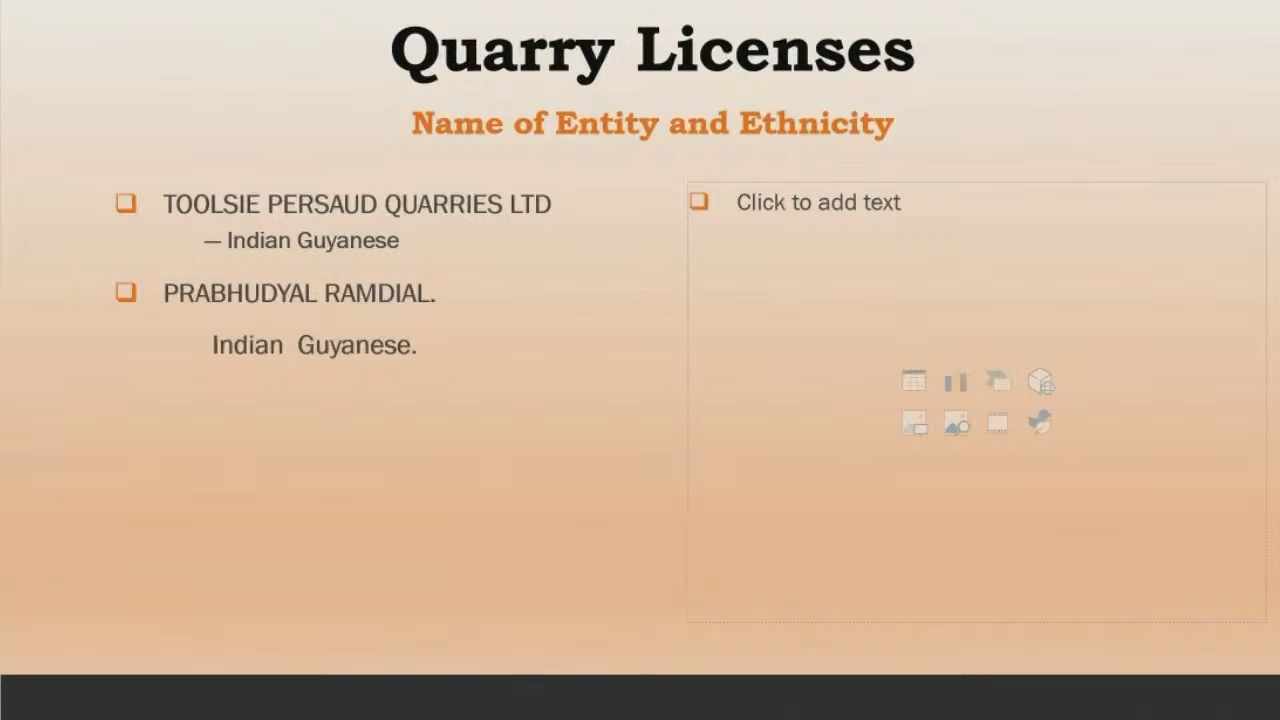 Quarry Licenses
Name of Entity and Ethnicity
TOOLSIE PERSAUD QUARRIES LTD
— Indian Guyanese
PRABHUDYAL RAMDIAL.
Indian Guyanese.
Click to add text